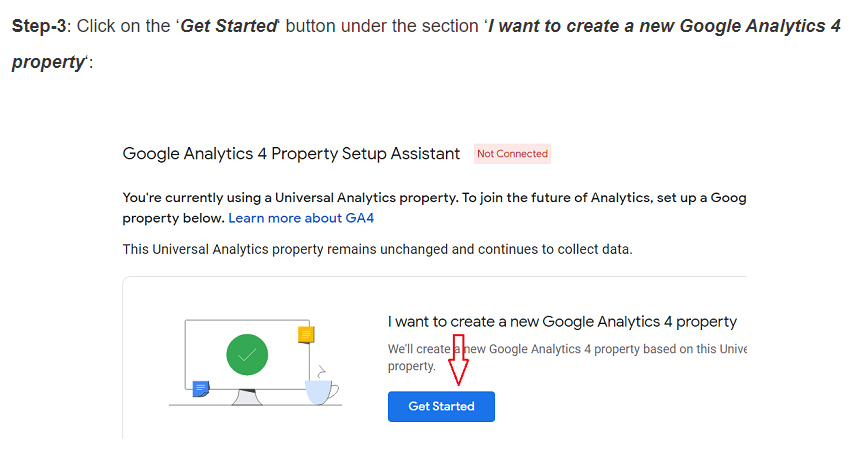 Step-3: Click on the ‘Get Started‘ button under the section ‘I want to create a new Google Analytics 4
property‘:
Google Analytics 4 Property Setup Assistant Not Connected
You're currently using a Universal Analytics property. To join the future of Analytics, set up a Goog
property below. Learn more about GA4
This Universal Analytics property remains unchanged and continues to collect data.
I want to create a new Google Analytics 4 property
We'll create a new Google Analytics 4 property based on this Unive
property.
Get Started